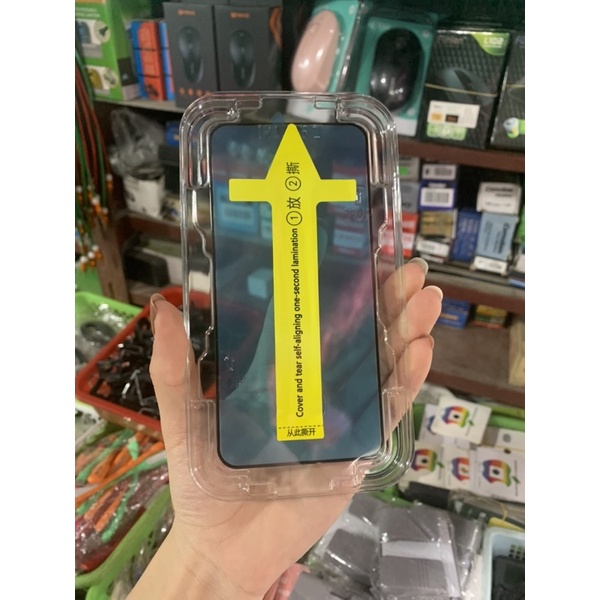 ①放 ②撕
Cover and tear self-aligning one-second lamination
从此撕开